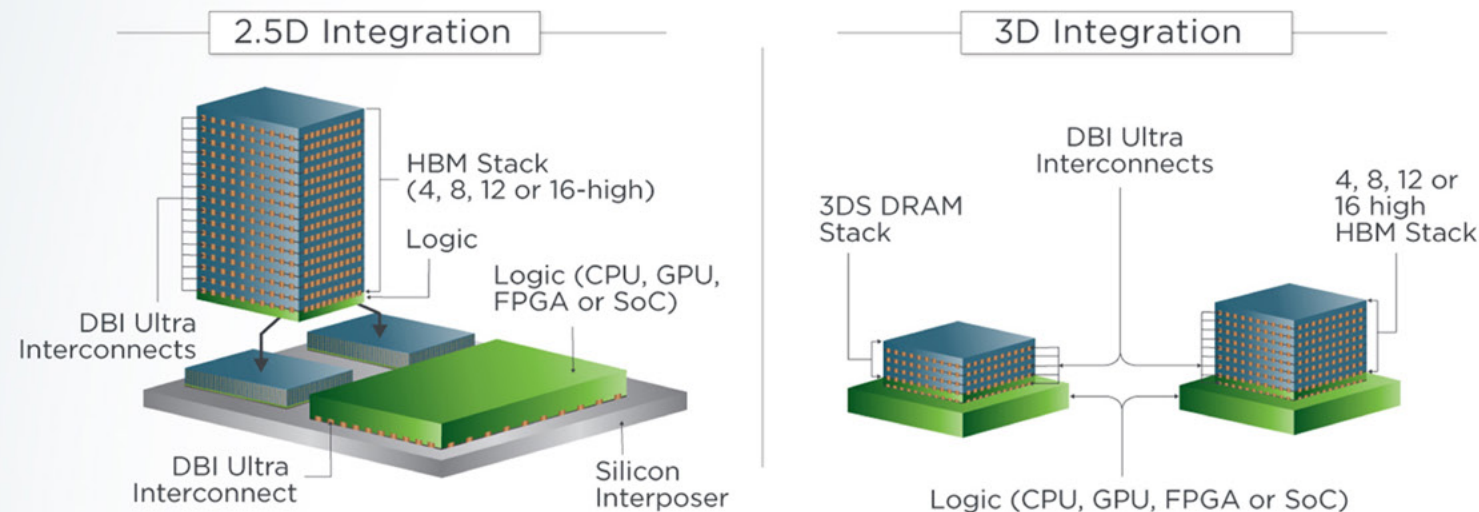 2.5D Integration
HBM Stack
(4, 8, 12 or 16-high)
Logic
Logic (CPU, GPU,
FPGA or SoC)
DBI Ultra
Interconnects
DBI Ultra
Interconnect
Silicon
Interposer
3D Integration
DBI Ultra
Interconnects
3DS DRAM
Stack
4, 8, 12 or
16 high
HBM Stack
Logic (CPU, GPU, FPGA or SoC)